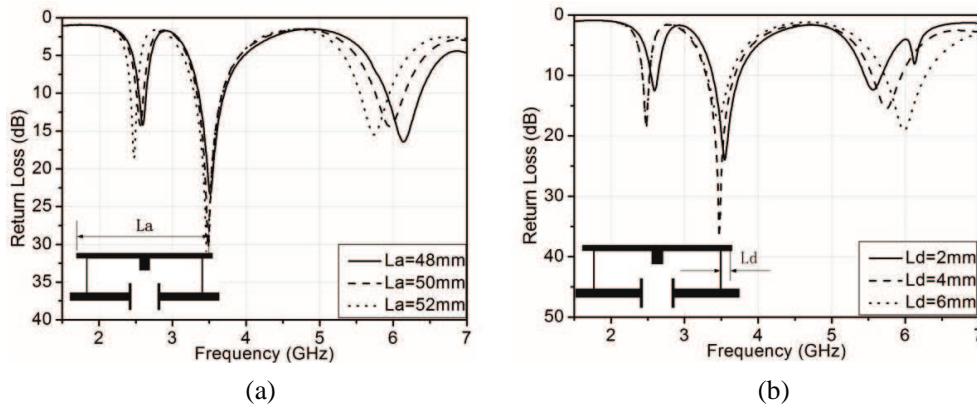 0
5
10
15
20
25
30
35
40
Return Loss (dB)
La
La=48mm
La=50mm
La=52mm
2 3 4 5 6 7
Frequency (GHz)
(a)
0
10
20
30
40
50
Return Loss (dB)
Ld
Ld=2mm
Ld=4mm
Ld=6mm
2 3 4 5 6 7
Frequency (GHz)
(b)